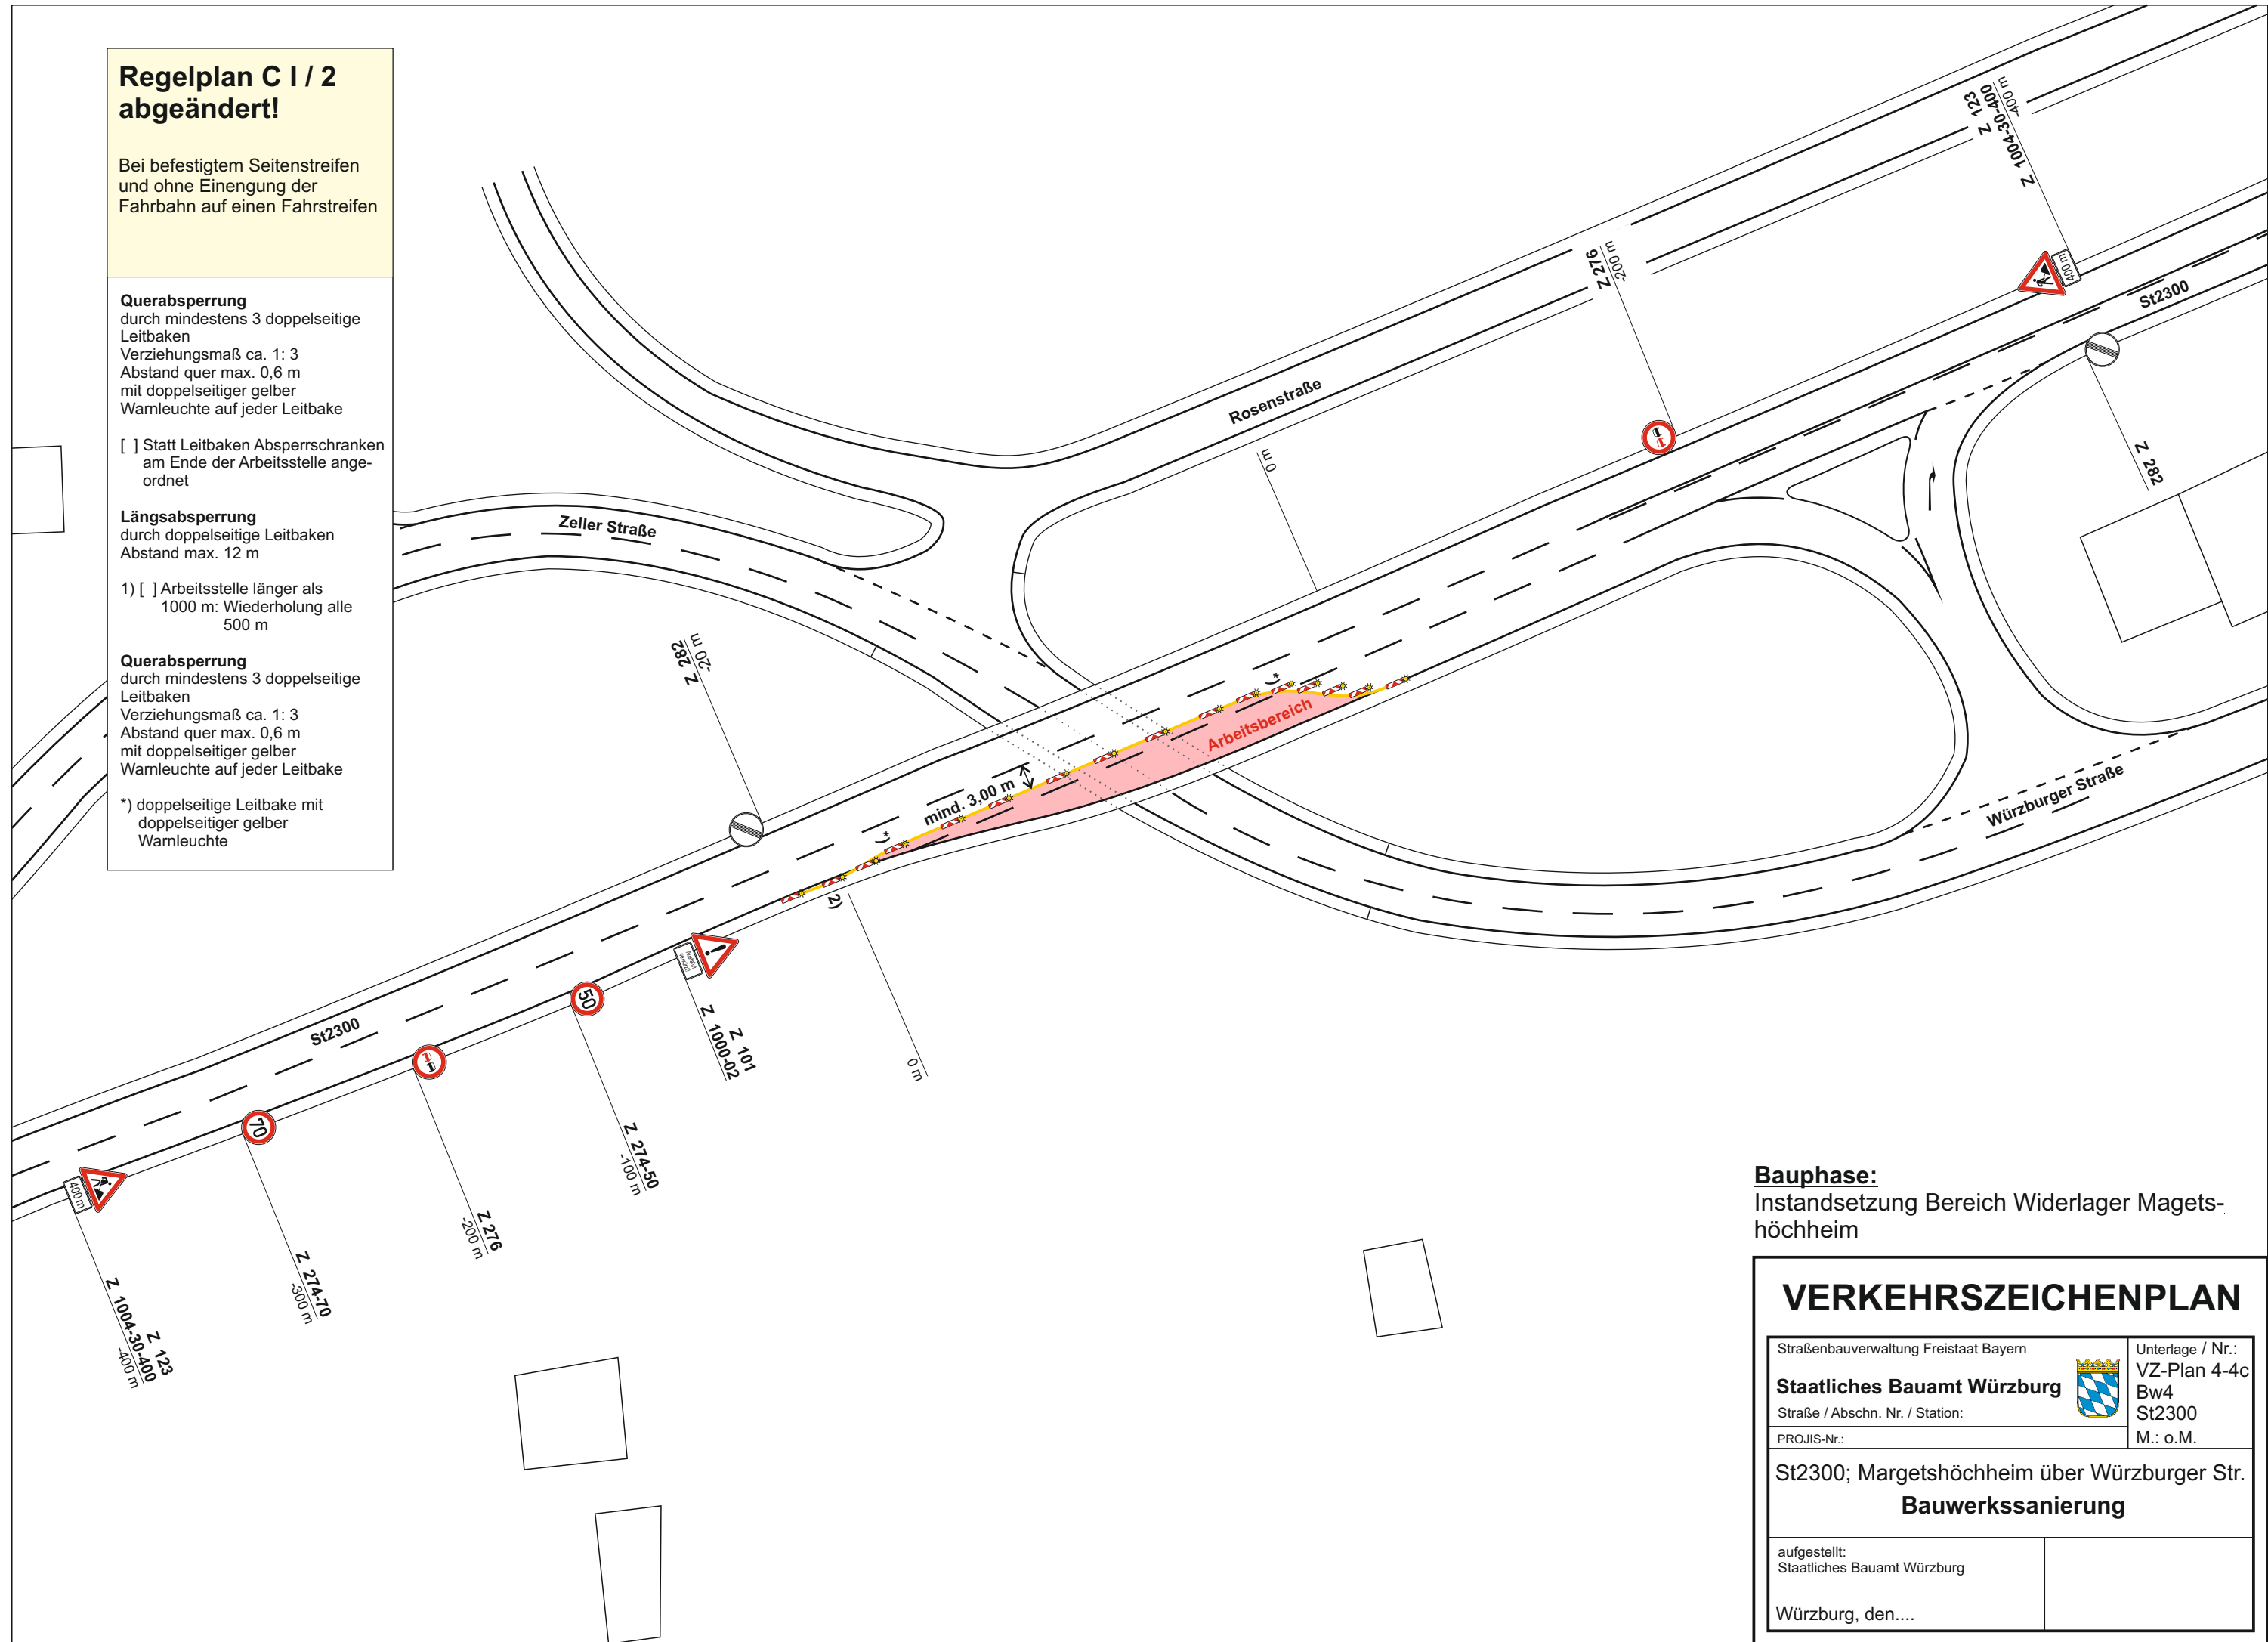 Regelplan C I / 2
abgeändert!
Bei befestigtem Seitenstreifen
und ohne Einengung der
Fahrbahn auf einen Fahrstreifen
Querabsperrung
durch mindestens 3 doppelseitige
Leitbaken
Verziehungsmaß ca. 1: 3
Abstand quer max. 0,6 m
mit doppelseitiger gelber
Warnleuchte auf jeder Leitbake
[ ] Statt Leitbaken Absperrschranken
am Ende der Arbeitsstelle ange-
ordnet
Längsabsperrung
durch doppelseitige Leitbaken
Abstand max. 12 m
1) [ ] Arbeitsstelle länger als
1000 m: Wiederholung alle
500 m
Querabsperrung
durch mindestens 3 doppelseitige
Leitbaken
Verziehungsmaß ca. 1: 3
Abstand quer max. 0,6 m
mit doppelseitiger gelber
Warnleuchte auf jeder Leitbake
*) doppelseitige Leitbake mit
doppelseitiger gelber
Warnleuchte
Z 123
Z 1004-30-400
-400 m
400 m
St2300
Z 276
-200 m
Z 282
Rosenstraße
0 m
Zeller Straße
Z 282
-20 m
*)
Arbeitsbereich
mind. 3,00 m
*)
2)
0 m
Würzburger Straße
Ausfahrt
verkürzt!
Z 101
Z 1000-02
50
Z 274-50
-100 m
St2300
Z 276
-200 m
70
Z 274-70
-300 m
400 m
Z 123
Z 1004-30-400
-400 m
Bauphase:
Instandsetzung Bereich Widerlager Magets-
höchheim
VERKEHRSZEICHENPLAN
Straßenbauverwaltung Freistaat Bayern
Staatliches Bauamt Würzburg
Straße / Abschn. Nr. / Station:
PROJIS-Nr.:
Unterlage / Nr.:
VZ-Plan 4-4c
Bw4
St2300
M.: o.M.
St2300; Margetshöchheim über Würzburger Str.
Bauwerkssanierung
aufgestellt:
Staatliches Bauamt Würzburg
Würzburg, den....